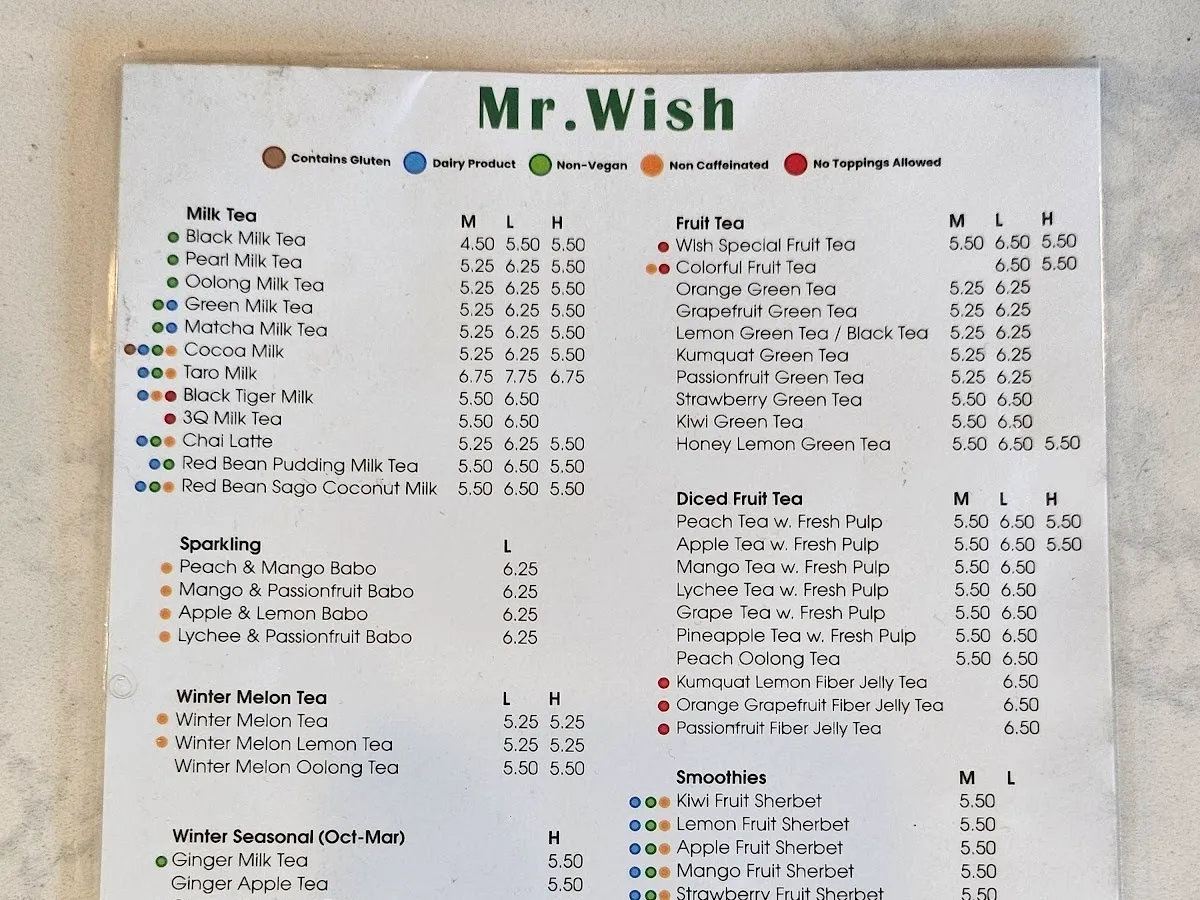 Mr. Wish
Contains Gluten Dairy Product Non-Vegan Non Caffeinated No Toppings Allowed
Milk Tea M L H
Black Milk Tea 4.50 5.50 5.50
Pearl Milk Tea 5.25 6.25 5.50
Oolong Milk Tea 5.25 6.25 5.50
Green Milk Tea 5.25 6.25 5.50
Matcha Milk Tea 5.25 6.25 5.50
Cocoa Milk 5.25 6.25 5.50
Taro Milk 6.75 7.75 6.75
Black Tiger Milk 5.50 6.50
3Q Milk Tea 5.50 6.50
Chai Latte 5.25 6.25 5.50
Red Bean Pudding Milk Tea 5.50 6.50 5.50
Red Bean Sago Coconut Milk 5.50 6.50 5.50
Sparkling L
Peach & Mango Babo 6.25
Mango & Passionfruit Babo 6.25
Apple & Lemon Babo 6.25
Lychee & Passionfruit Babo 6.25
Winter Melon Tea L H
Winter Melon Tea 5.25 5.25
Winter Melon Lemon Tea 5.25 5.25
Winter Melon Oolong Tea 5.50 5.50
Winter Seasonal (Oct-Mar) H
Ginger Milk Tea 5.50
Ginger Apple Tea 5.50
Fruit Tea M L H
Wish Special Fruit Tea 5.50 6.50 5.50
Colorful Fruit Tea 6.50 5.50
Orange Green Tea 5.25 6.25
Grapefruit Green Tea 5.25 6.25
Lemon Green Tea / Black Tea 5.25 6.25
Kumquat Green Tea 5.25 6.25
Passionfruit Green Tea 5.25 6.25
Strawberry Green Tea 5.50 6.50
Kiwi Green Tea 5.50 6.50
Honey Lemon Green Tea 5.50 6.50 5.50
Diced Fruit Tea M L H
Peach Tea w. Fresh Pulp 5.50 6.50 5.50
Apple Tea w. Fresh Pulp 5.50 6.50 5.50
Mango Tea w. Fresh Pulp 5.50 6.50
Lychee Tea w. Fresh Pulp 5.50 6.50
Grape Tea w. Fresh Pulp 5.50 6.50
Pineapple Tea w. Fresh Pulp 5.50 6.50
Peach Oolong Tea 5.50 6.50
Kumquat Lemon Fiber Jelly Tea 6.50
Orange Grapefruit Fiber Jelly Tea 6.50
Passionfruit Fiber Jelly Tea 6.50
Smoothies M L
Kiwi Fruit Sherbet 5.50
Lemon Fruit Sherbet 5.50
Apple Fruit Sherbet 5.50
Mango Fruit Sherbet 5.50
Strawberry Fruit Sherbet 5.50